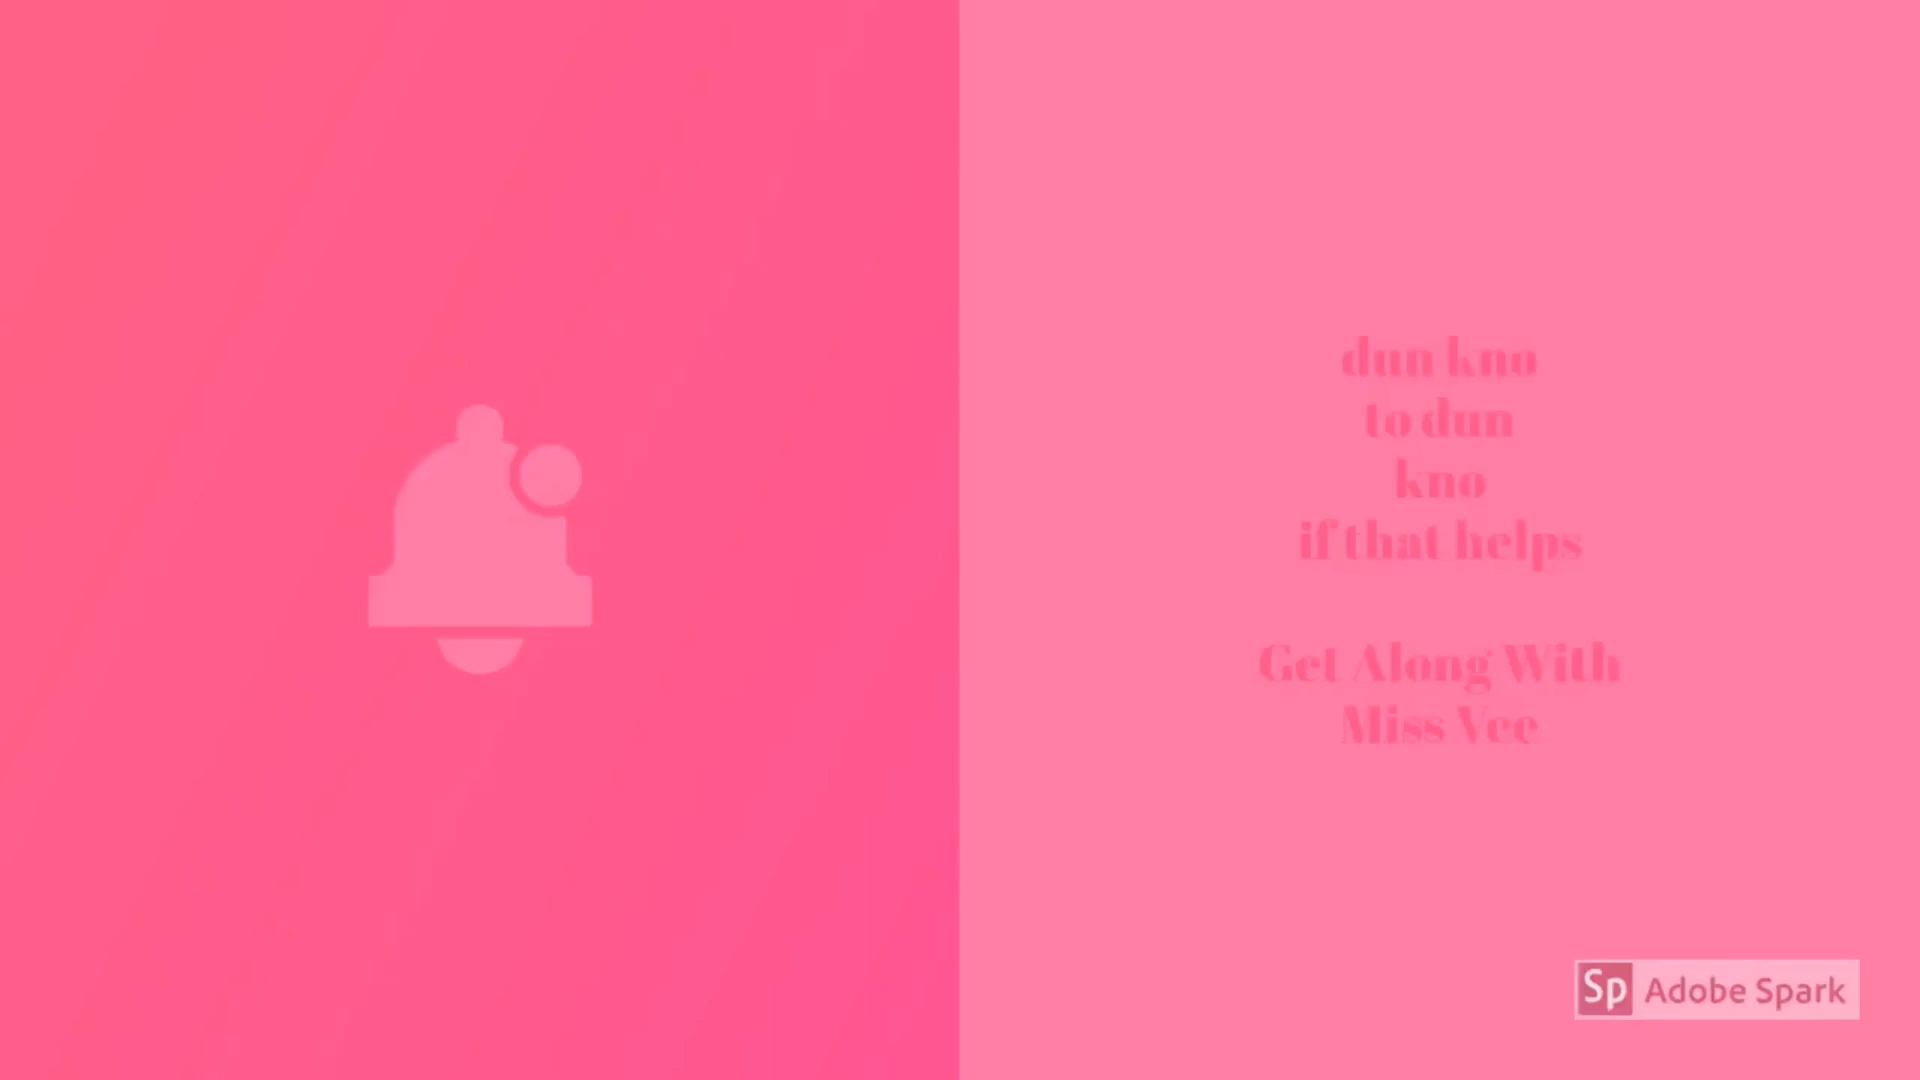 dun kno
to dun
kno
if that helps
Get Along With
Miss Vee
Sp Adobe Spark